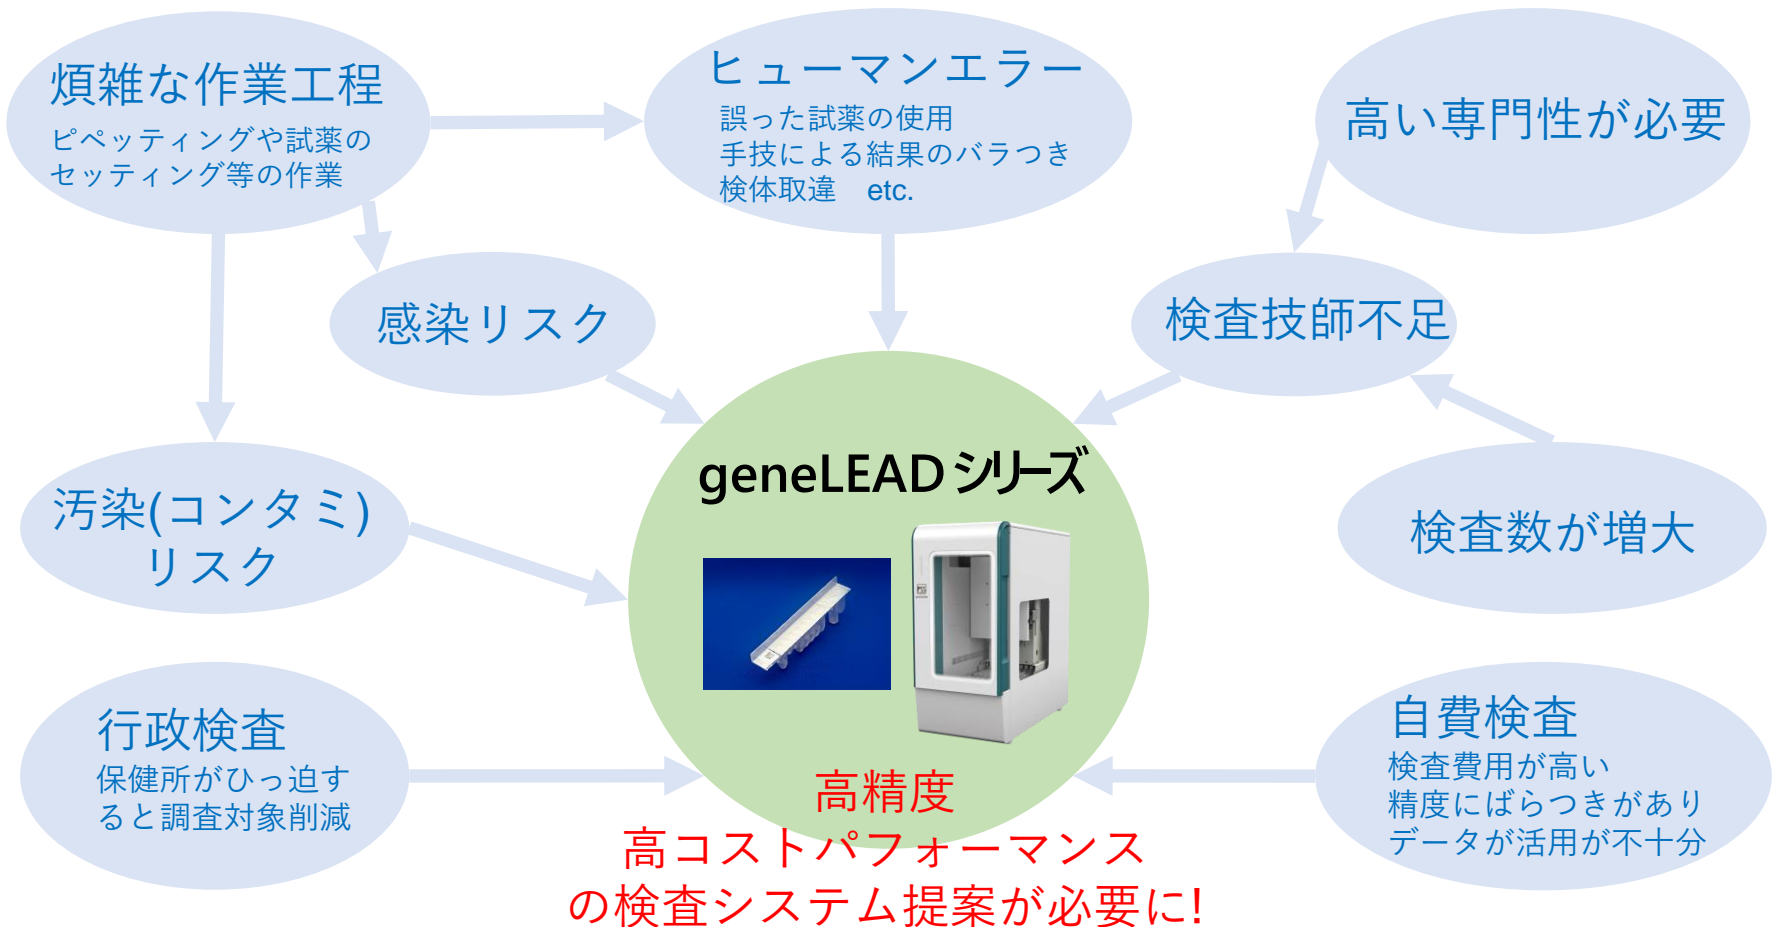 煩雑な作業工程
ピペッティングや試薬の
セッティング等の作業
ヒューマンエラー
誤った試薬の使用
手技による結果のバラつき
検体取違　etc.
高い専門性が必要
感染リスク
検査技師不足
汚染(コンタミ)
リスク
geneLEADシリーズ
検査数が増大
行政検査
保健所がひっ迫す
ると調査対象削減
自費検査
検査費用が高い
精度にばらつきがあり
データが活用が不十分
高精度
高コストパフォーマンス
の検査システム提案が必要に!